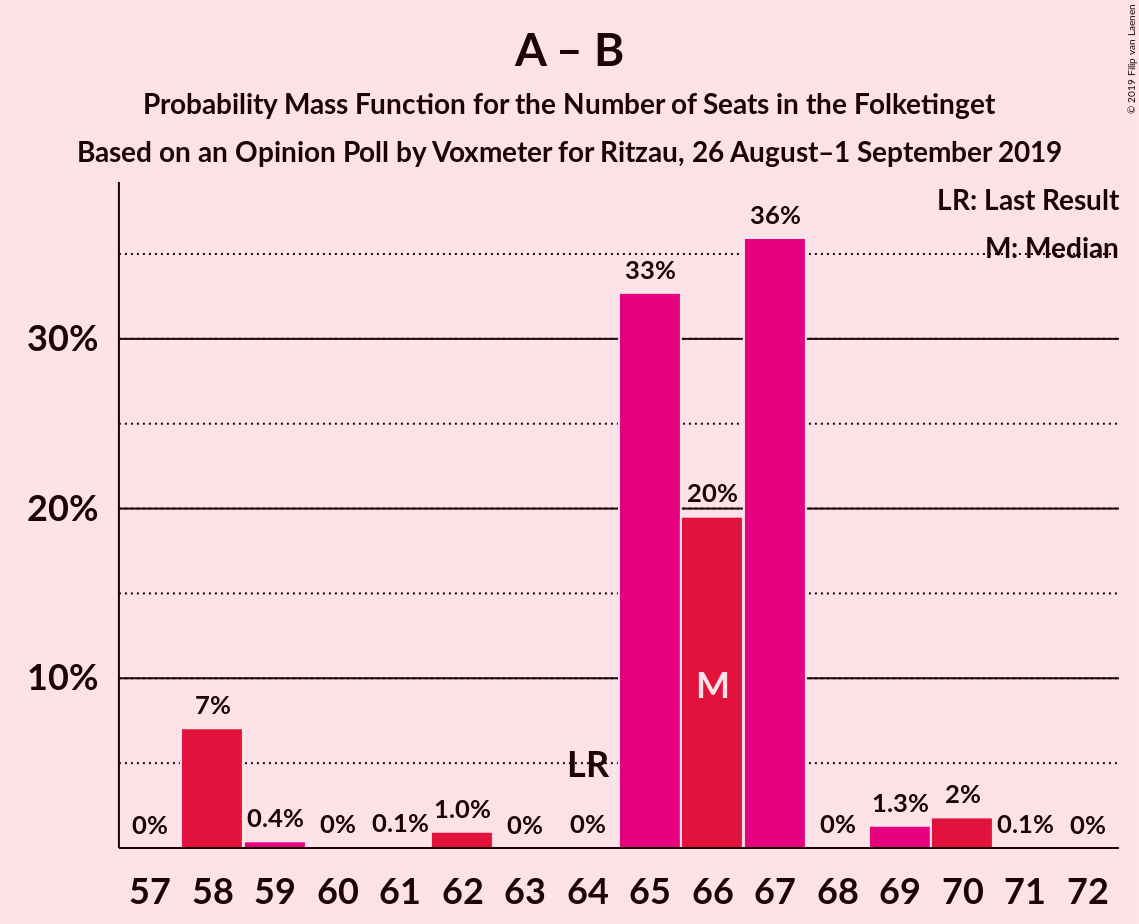 A – B
Probability Mass Function for the Number of Seats in the Folketinget
Based on an Opinion Poll by Voxmeter for Ritzau, 26 August–1 September 2019
© 2019 Filip van Laenen
LR: Last Result
M: Median
36%
33%
30%
20%
20%
10%
M
7%
LR
0%
0.4%
0%
0.1%
1.0%
0%
0%
0%
1.3%
2%
0.1%
0%
57 58 59 60 61 62 63 64 65 66 67 68 69 70 71 72